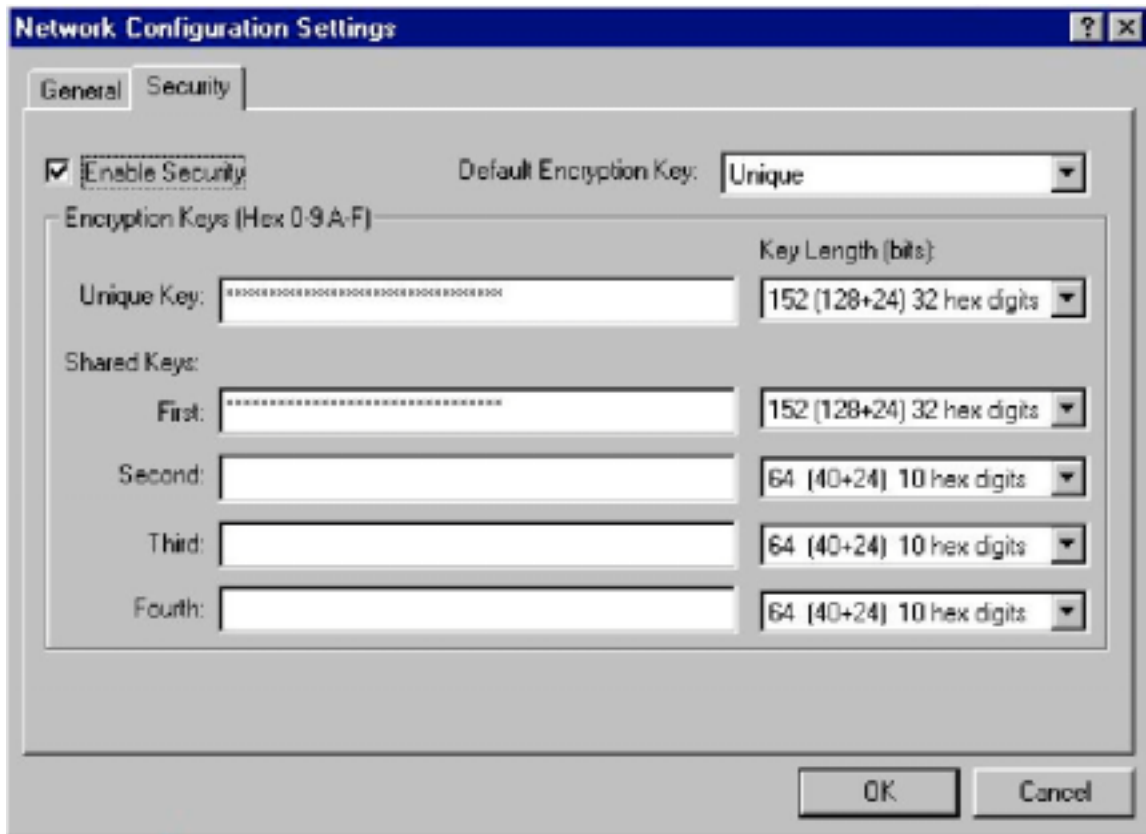 Network Configuration Settings
General Security
Enable Security Default Encryption Key: Unique
Encryption Keys (Hex 0-9 A-F)
Key Length (bits):
Unique Key: ******************************** 152 (128+24) 32 hex digits
Shared Keys:
First: ******************************** 152 (128+24) 32 hex digits
Second: 64 (40+24) 10 hex digits
Third: 64 (40+24) 10 hex digits
Fourth: 64 (40+24) 10 hex digits
OK Cancel